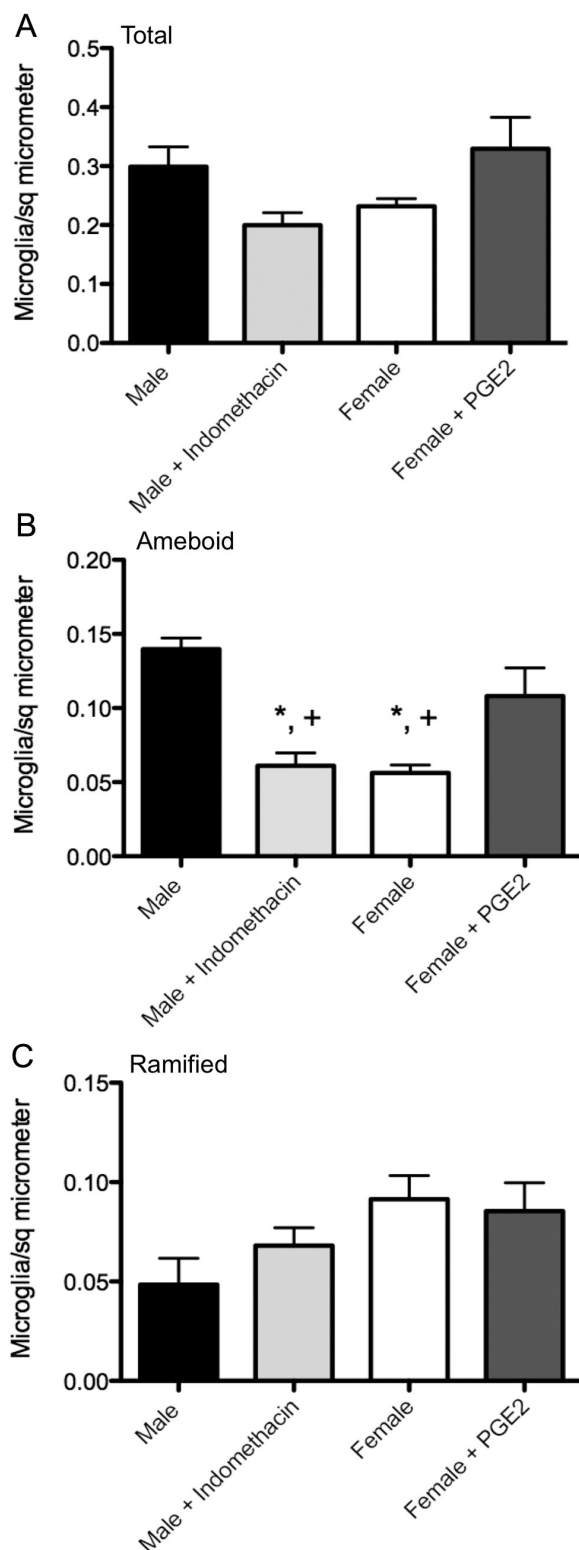 A
Total
Microglia/sq micrometer
0.5
0.4
0.3
0.2
0.1
0.0
Male
Male + Indomethacin
Female
Female + PGE2
B
Ameboid
Microglia/sq micrometer
0.20
0.15
0.10
0.05
0.00
*, +
*, +
Male
Male + Indomethacin
Female
Female + PGE2
C
Ramified
Microglia/sq micrometer
0.15
0.10
0.05
0.00
Male
Male + Indomethacin
Female
Female + PGE2